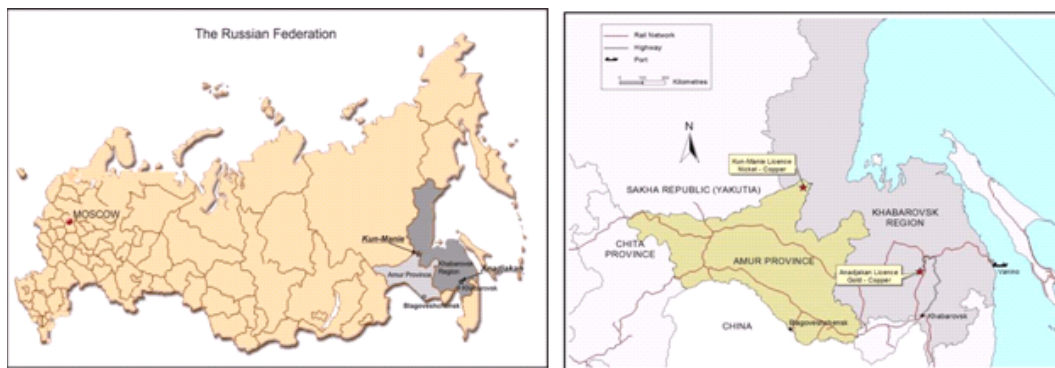 The Russian Federation
MOSCOW
Kun-Manie
Amur Province
Khabarovsk
Region
Anadjakan
Khabarovsk
Blagoveshchensk
Rail Network
Highway
Port
Kilometres
N
Kun-Manie Licence
Nickel - Copper
SAKHA REPUBLIC (YAKUTIA)
KHABAROVSK
REGION
CHITA
PROVINCE
AMUR PROVINCE
Anadjakan Licence
Gold - Copper
Vanino
Khabarovsk
Blagoveshchensk
CHINA